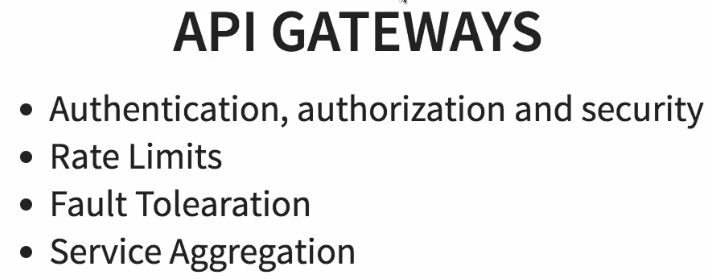 API GATEWAYS
• Authentication, authorization and security
• Rate Limits
• Fault Tolearation
• Service Aggregation